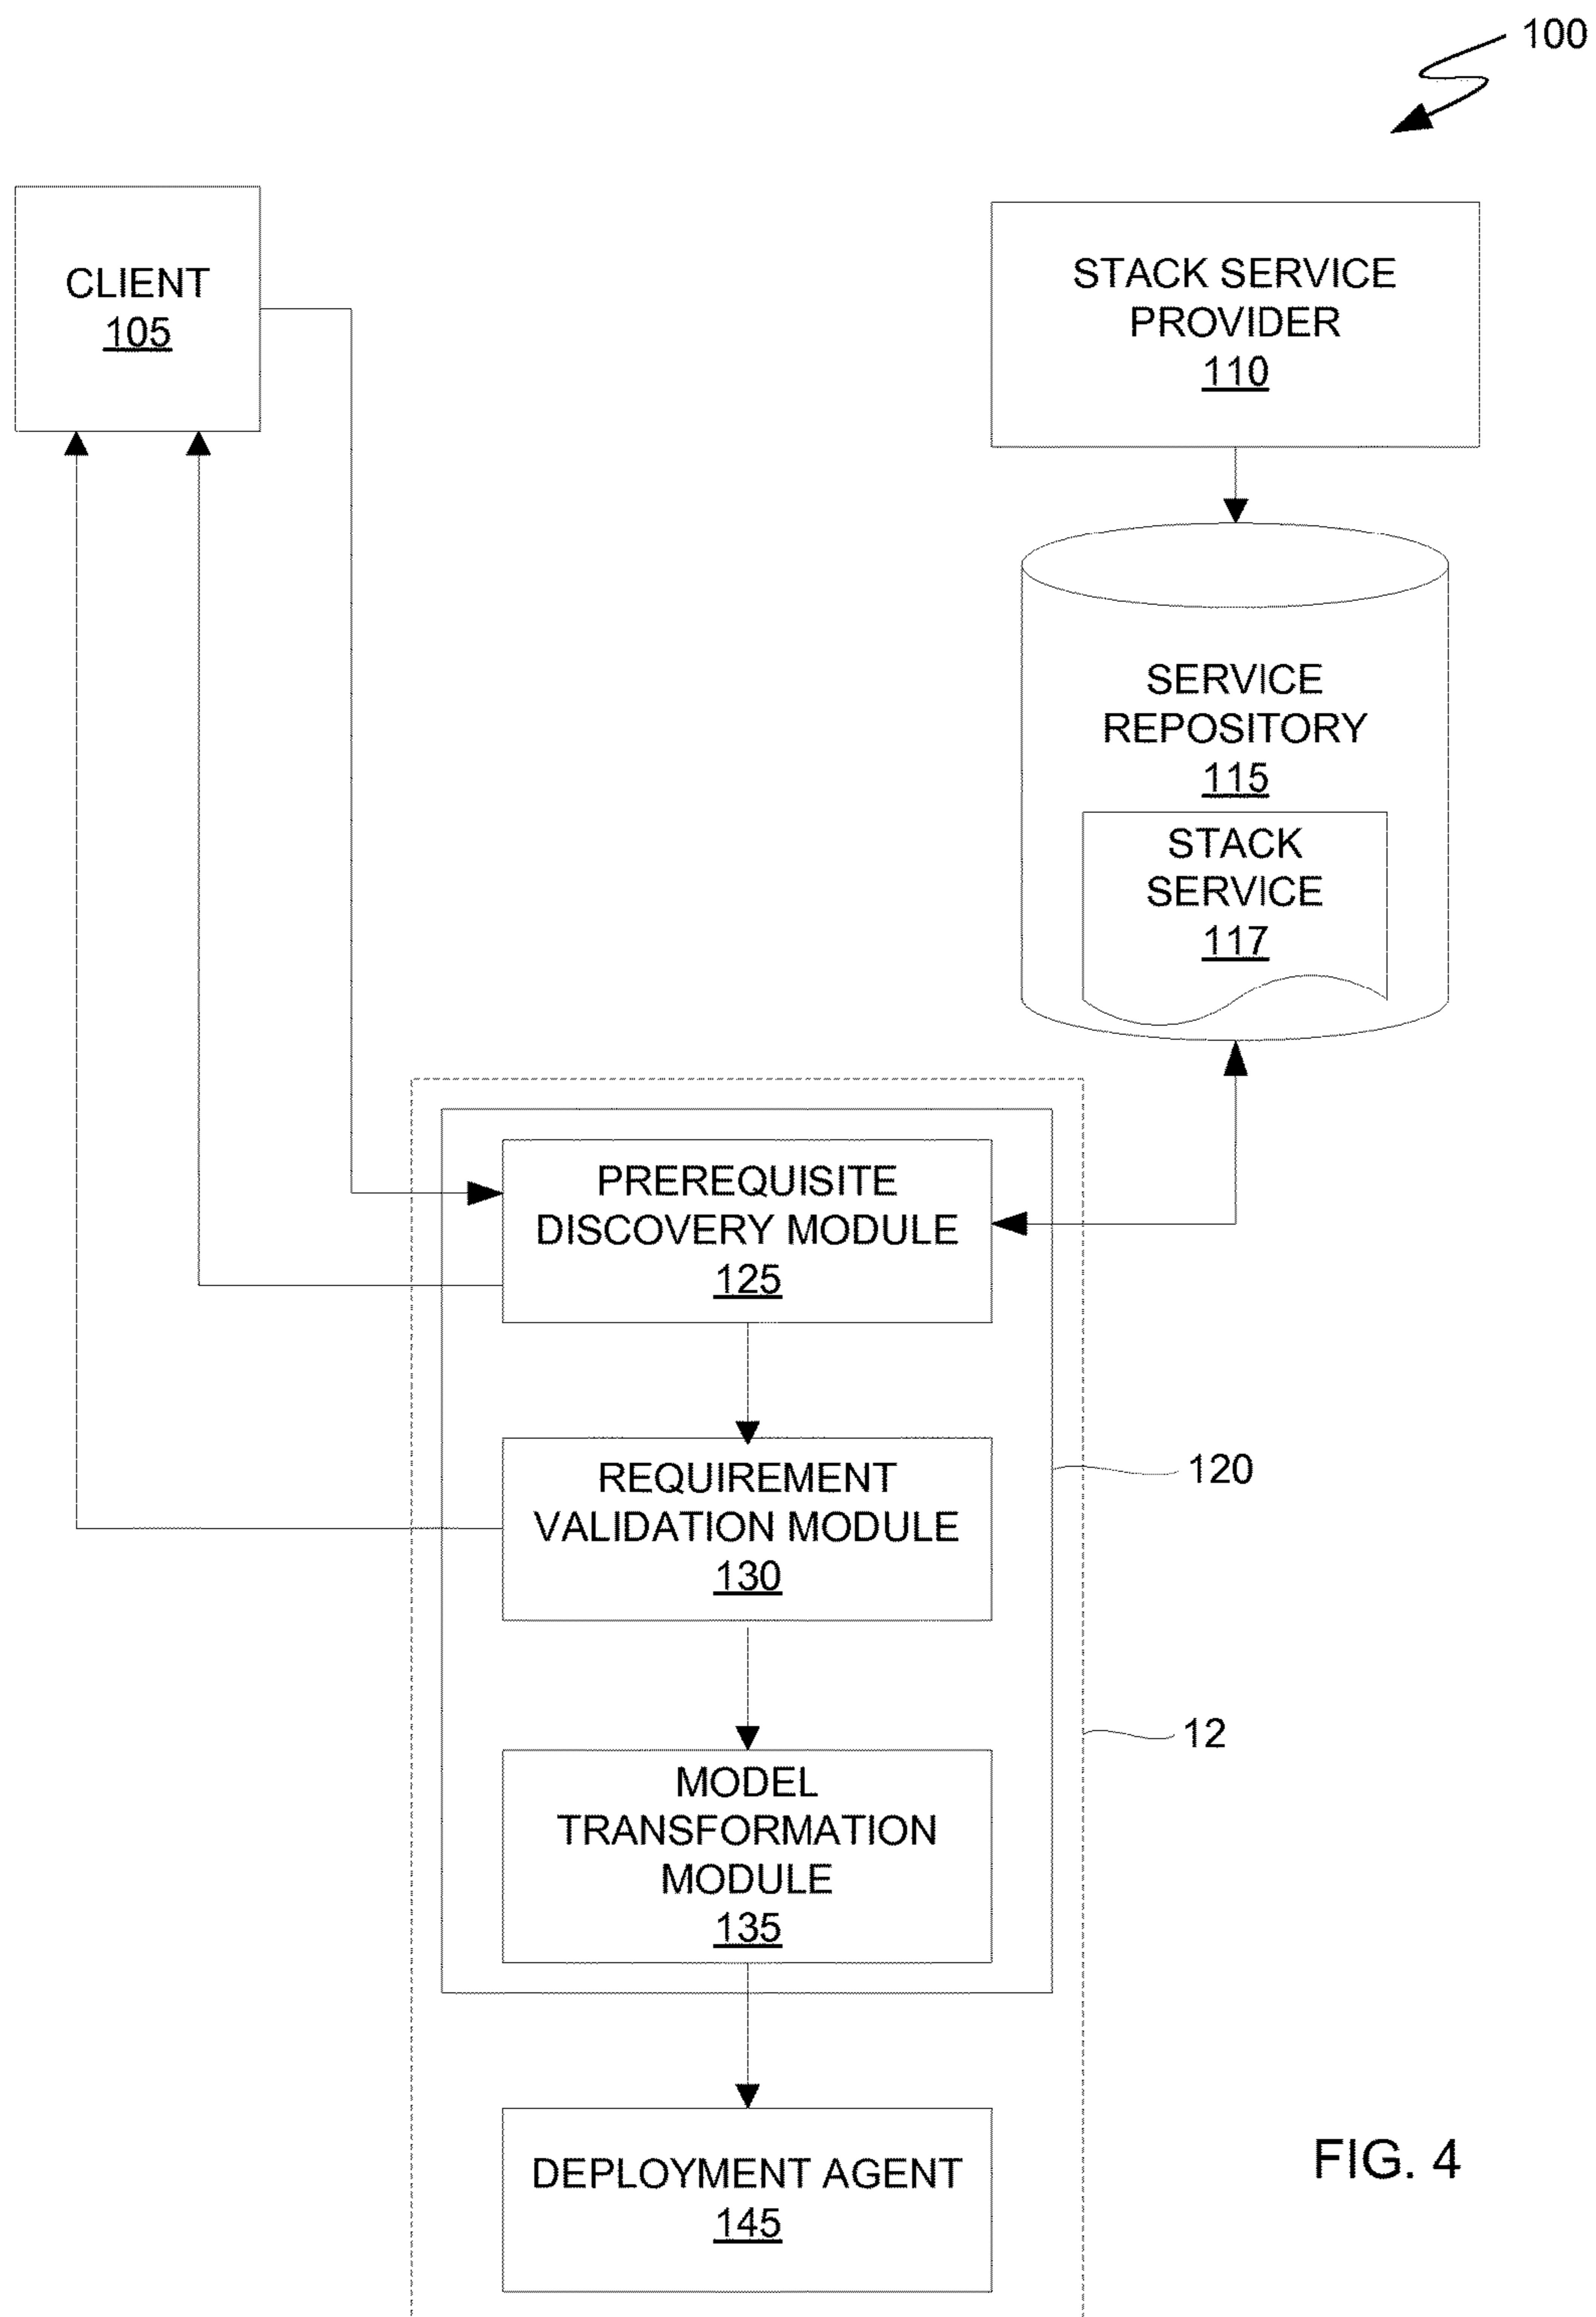 100
CLIENT
105
STACK SERVICE
PROVIDER
110
SERVICE
REPOSITORY
115
STACK
SERVICE
117
PREREQUISITE
DISCOVERY MODULE
125
REQUIREMENT
VALIDATION MODULE
130
120
12
MODEL
TRANSFORMATION
MODULE
135
DEPLOYMENT AGENT
145
FIG. 4